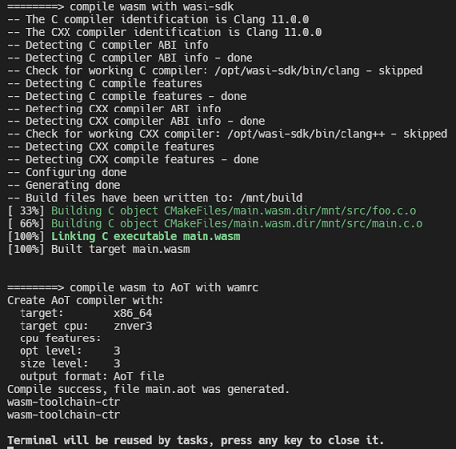 ========> compile wasm with wasi-sdk
-- The C compiler identification is Clang 11.0.0
-- The CXX compiler identification is Clang 11.0.0
-- Detecting C compiler ABI info
-- Detecting C compiler ABI info - done
-- Check for working C compiler: /opt/wasi-sdk/bin/clang - skipped
-- Detecting C compile features
-- Detecting C compile features - done
-- Detecting CXX compiler ABI info
-- Detecting CXX compiler ABI info - done
-- Check for working CXX compiler: /opt/wasi-sdk/bin/clang++ - skipped
-- Detecting CXX compile features
-- Detecting CXX compile features - done
-- Configuring done
-- Generating done
-- Build files have been written to: /mnt/build
[ 33%] Building C object CMakeFiles/main.wasm.dir/mnt/src/foo.c.o
[ 66%] Building C object CMakeFiles/main.wasm.dir/mnt/src/main.c.o
[100%] Linking C executable main.wasm
[100%] Built target main.wasm
========> compile wasm to AoT with wamrc
Create AoT compiler with:
target: x86_64
target cpu: znver3
cpu features:
opt level: 3
size level: 3
output format: AoT file
Compile success, file main.aot was generated.
wasm-toolchain-ctr
wasm-toolchain-ctr
Terminal will be reused by tasks, press any key to close it.